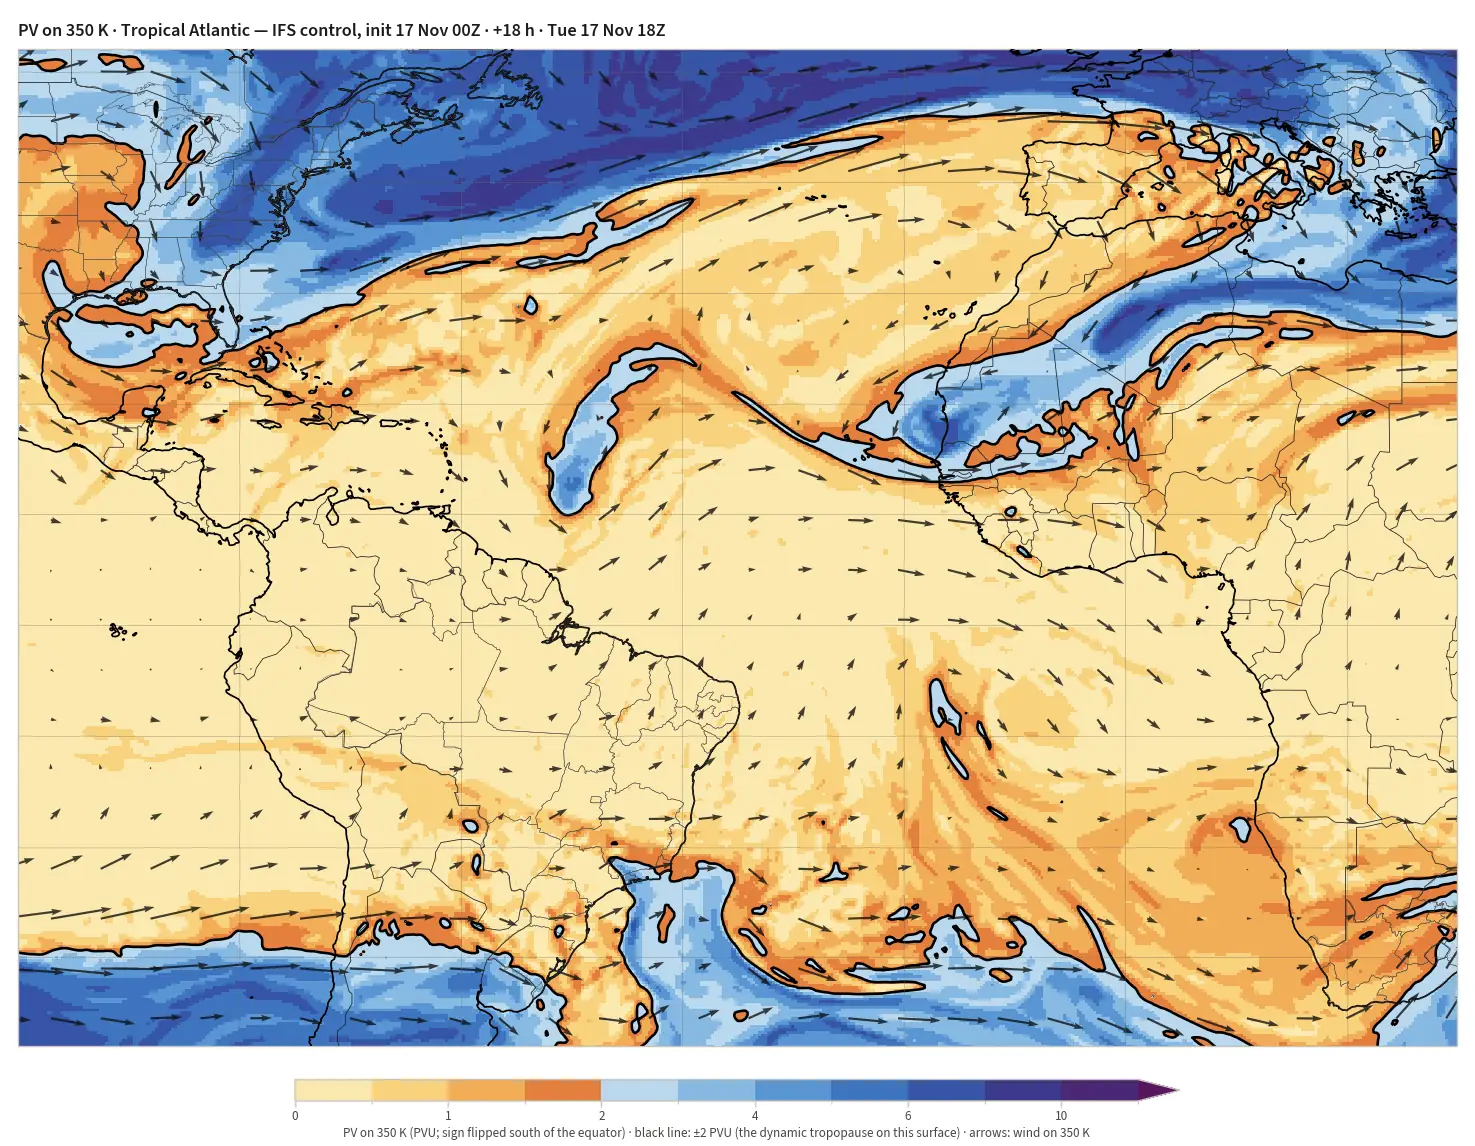 PV on 350 K · Tropical Atlantic — IFS control, init 17 Nov 00Z · +18 h · Tue 17 Nov 18Z
0 1 2 4 6 10
PV on 350 K (PVU; sign flipped south of the equator) · black line: ±2 PVU (the dynamic tropopause on this surface) · arrows: wind on 350 K